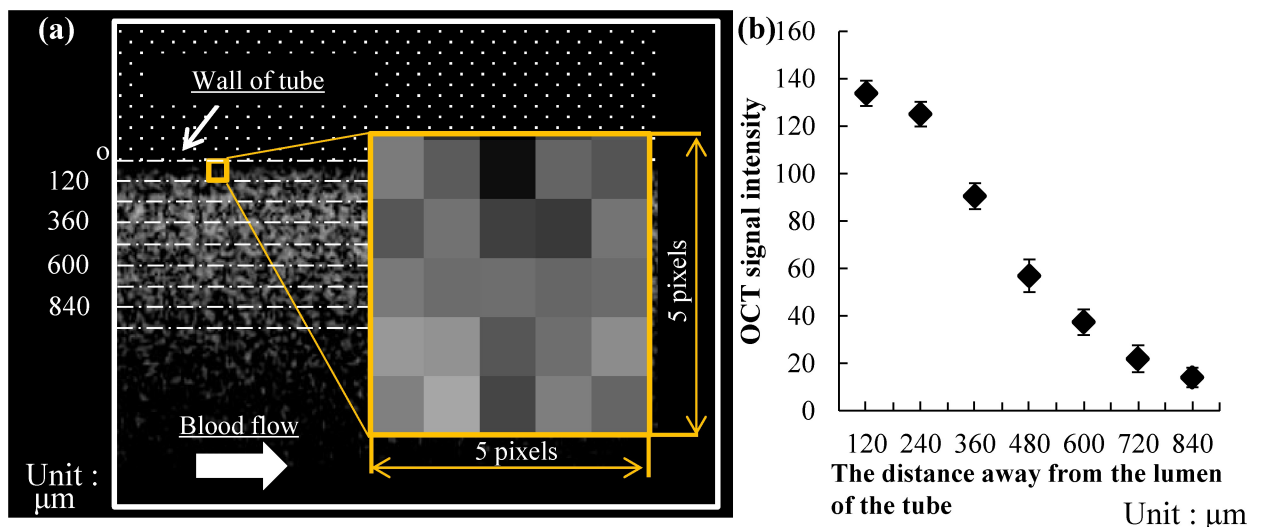 (a)
Wall of tube
o
120
360
600
840
Blood flow
Unit :
μm
5 pixels
5 pixels
(b)
160
140
120
100
80
60
40
20
0
OCT signal intensity
120 240 360 480 600 720 840
The distance away from the lumen
of the tube
Unit : μm